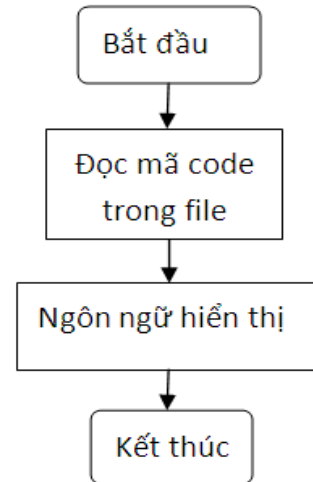 Bắt đầu
Đọc mã code
trong file
Ngôn ngữ hiển thị
Kết thúc